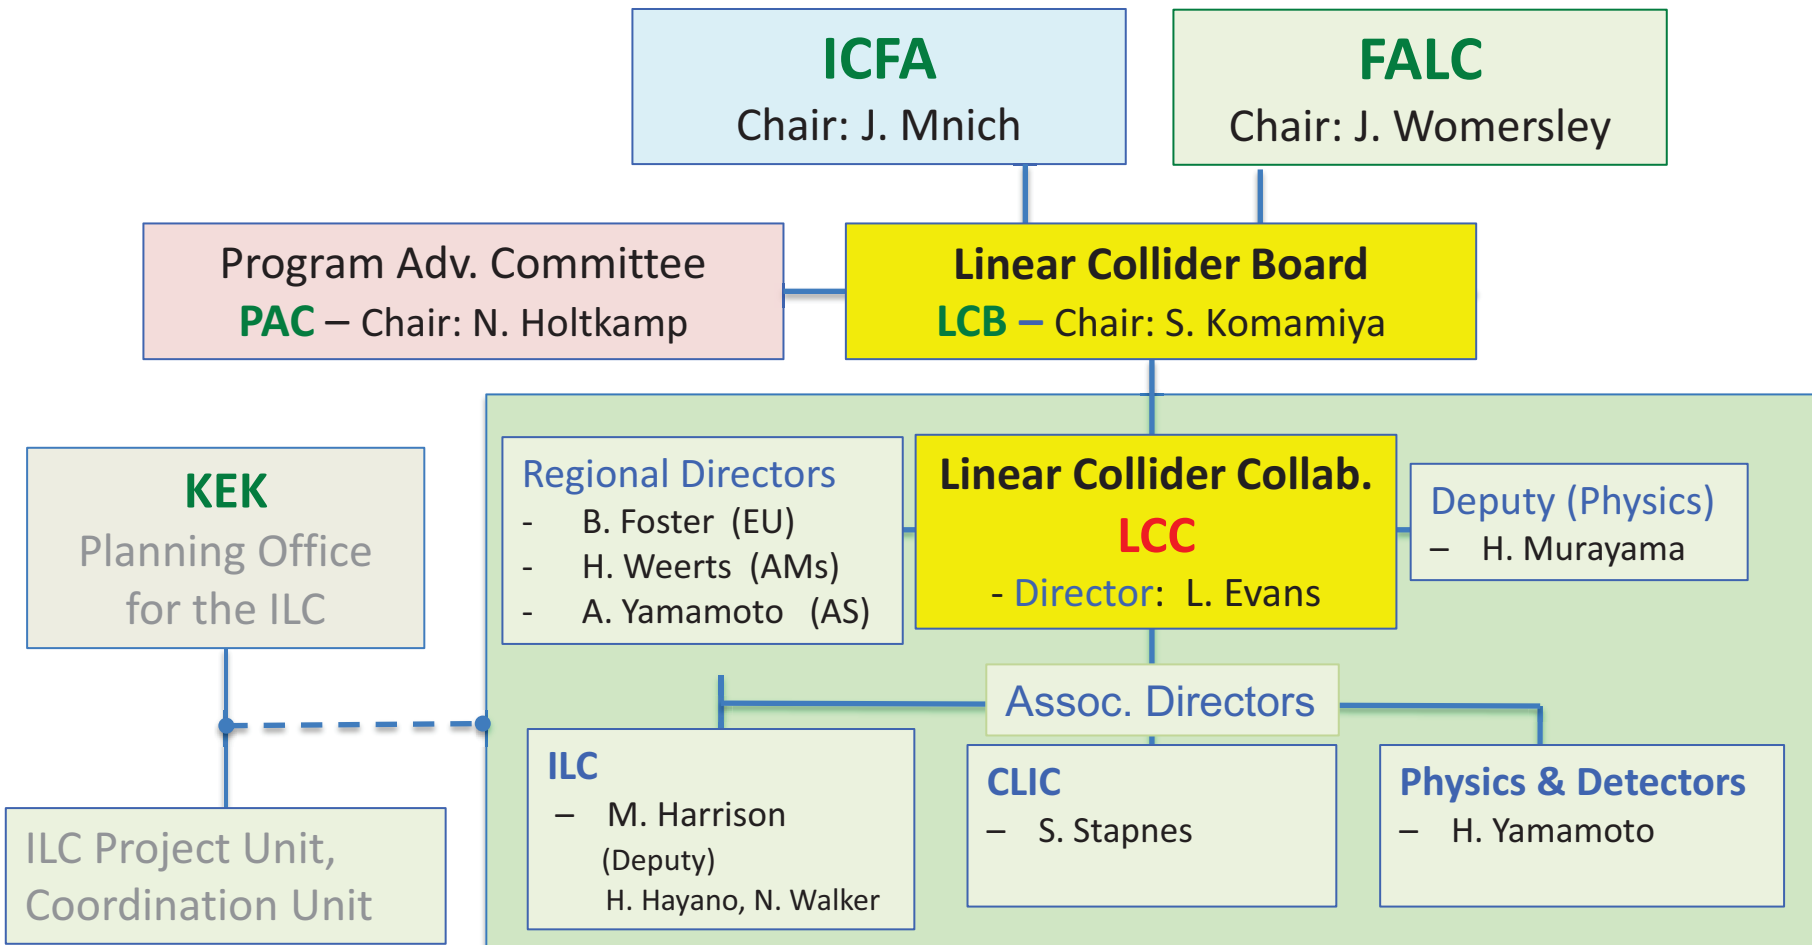 ICFA
Chair: J. Mnich
FALC
Chair: J. Womersley
Program Adv. Committee
PAC – Chair: N. Holtkamp
Linear Collider Board
LCB – Chair: S. Komamiya
KEK
Planning Office
for the ILC
Regional Directors
- B. Foster (EU)
- H. Weerts (AMs)
- A. Yamamoto (AS)
Linear Collider Collab.
LCC
- Director: L. Evans
Deputy (Physics)
– H. Murayama
Assoc. Directors
ILC Project Unit,
Coordination Unit
ILC
– M. Harrison
(Deputy)
H. Hayano, N. Walker
CLIC
– S. Stapnes
Physics & Detectors
– H. Yamamoto